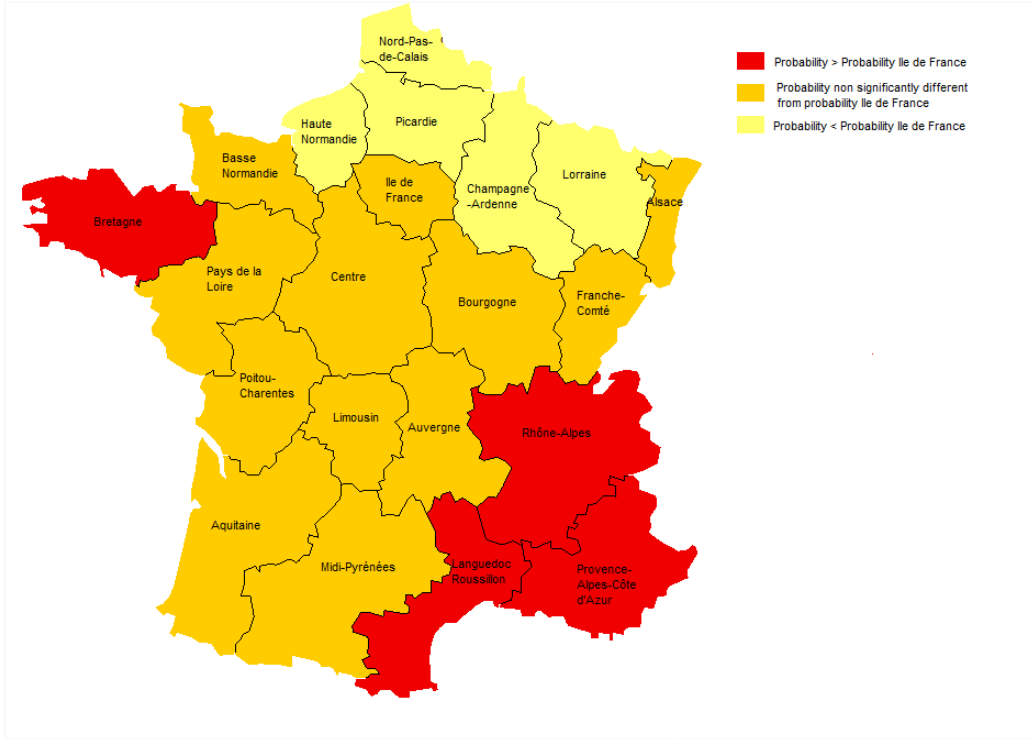 Nord-Pas-
de-Calais
Probability > Probability Ile de France
Probability non significantly different
from probability Ile de France
Probability < Probability Ile de France
Haute
Normandie
Picardie
Basse
Normandie
Ile de
France
Champagne
-Ardenne
Lorraine
Alsace
Bretagne
Pays de la
Loire
Centre
Bourgogne
Franche-
Comté
Poitou-
Charentes
Limousin
Auvergne
Rhône-Alpes
Aquitaine
Midi-Pyrénées
Languedoc
Roussillon
Provence-
Alpes-Côte
d'Azur